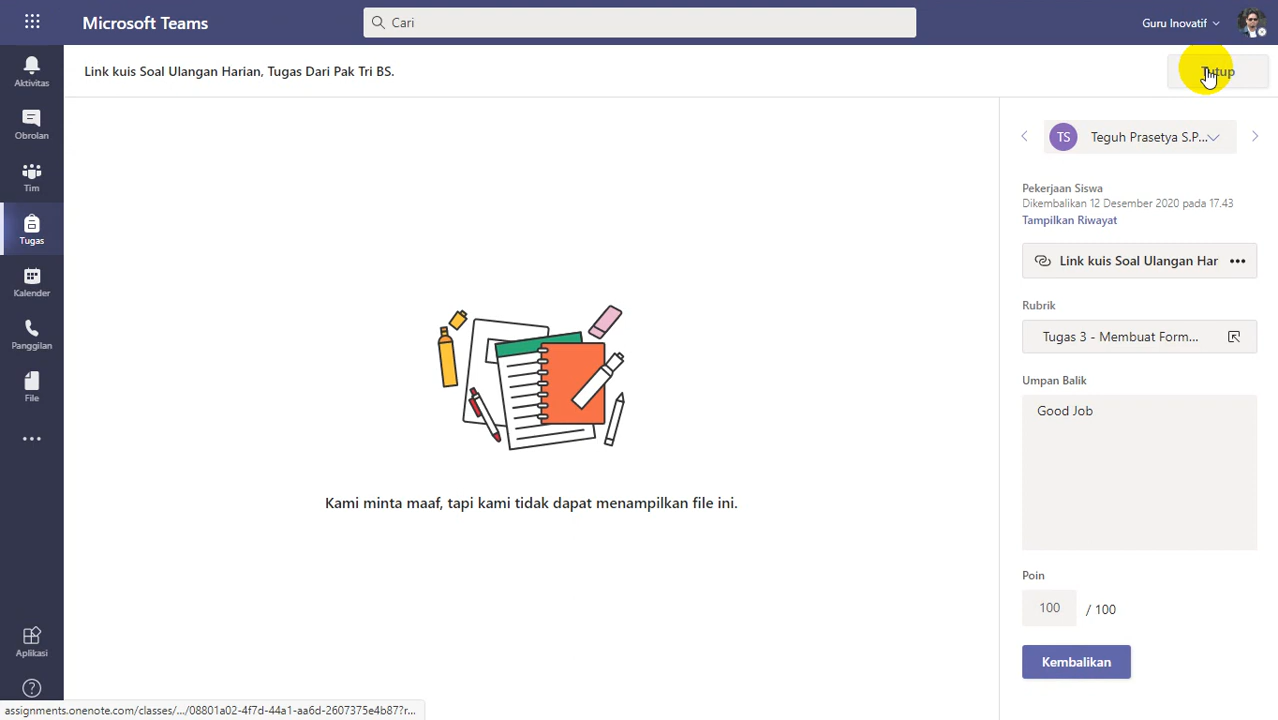 Microsoft Teams
Cari
Guru Inovatif
Aktivitas
Obrolan
Tim
Tugas
Kalender
Panggilan
File
Aplikasi
Link kuis Soal Ulangan Harian, Tugas Dari Pak Tri BS.
Tutup
Kami minta maaf, tapi kami tidak dapat menampilkan file ini.
TS
Teguh Prasetya S.P...
Pekerjaan Siswa
Dikembalikan 12 Desember 2020 pada 17.43
Tampilkan Riwayat
Link kuis Soal Ulangan Har
Rubrik
Tugas 3 - Membuat Form...
Umpan Balik
Good Job
Poin
100 / 100
Kembalikan
assignments.onenote.com/classes/.../08801a02-4f7d-44a1-aa6d-2607375e4b87?r...